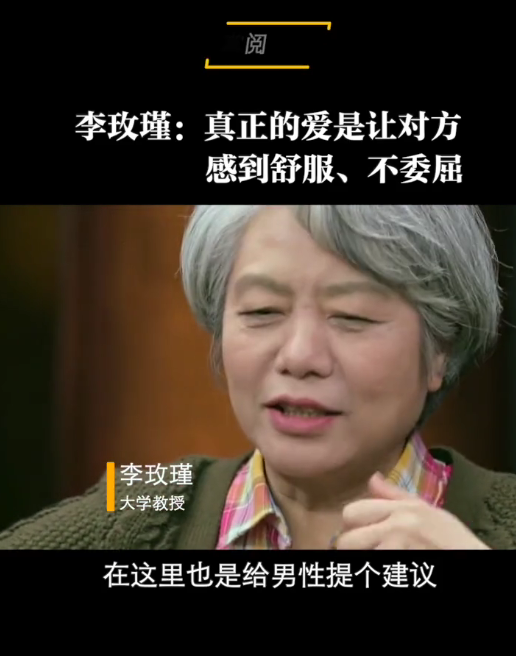 阅
李玫瑾：真正的爱是让对方
感到舒服、不委屈
李玫瑾
大学教授
在这里也是给男性提个建议